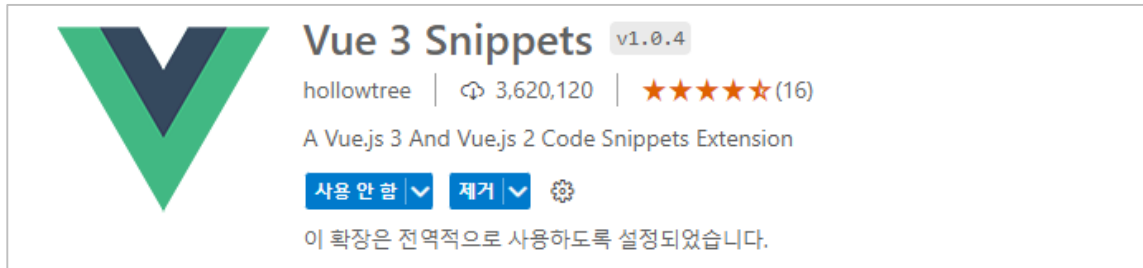 Vue 3 Snippets v1.0.4
hollowtree 3,620,120 (16)
A Vue.js 3 And Vue.js 2 Code Snippets Extension
사용 안 함 제거
이 확장은 전역적으로 사용하도록 설정되었습니다.